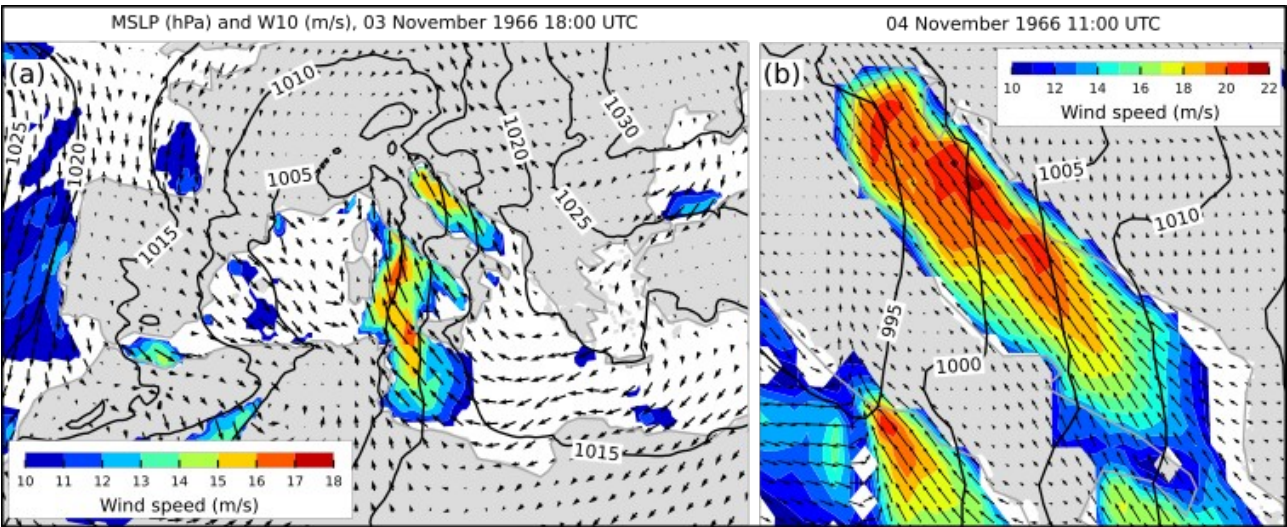 MSLP (hPa) and W10 (m/s), 03 November 1966 18:00 UTC
(a)
1010
1030
1025
1020
1020
1005
1025
1015
1015
10 11 12 13 14 15 16 17 18
Wind speed (m/s)
04 November 1966 11:00 UTC
(b)
10 12 14 16 18 20 22
Wind speed (m/s)
1005
1010
995
1000